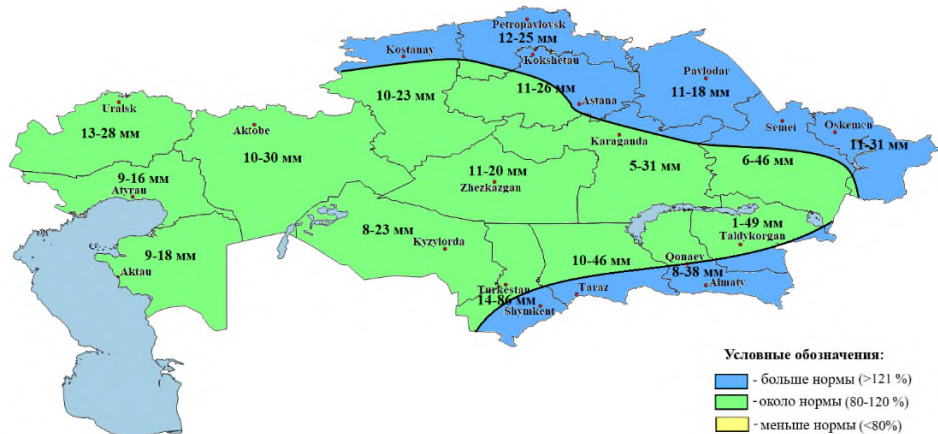 Petropavlovsk
12-25 мм
Kostanay
Kokshetau
Pavlodar
11-18 мм
10-23 мм
11-26 мм
Astana
Uralsk
13-28 мм
Aktobe
10-30 мм
Semei
Oskemen
11-31 мм
Karaganda
5-31 мм
6-46 мм
11-20 мм
Zhezkazgan
9-16 мм
Atyrau
1-49 мм
Taldykorgan
8-23 мм
Kyzylorda
9-18 мм
Aktau
10-46 мм
Qonaev
8-38 мм
Almaty
Turkestan
14-86 мм
Taraz
Shymkent
Условные обозначения:
- больше нормы (>121 %)
-около нормы (80-120 %)
- меньше нормы (<80%)